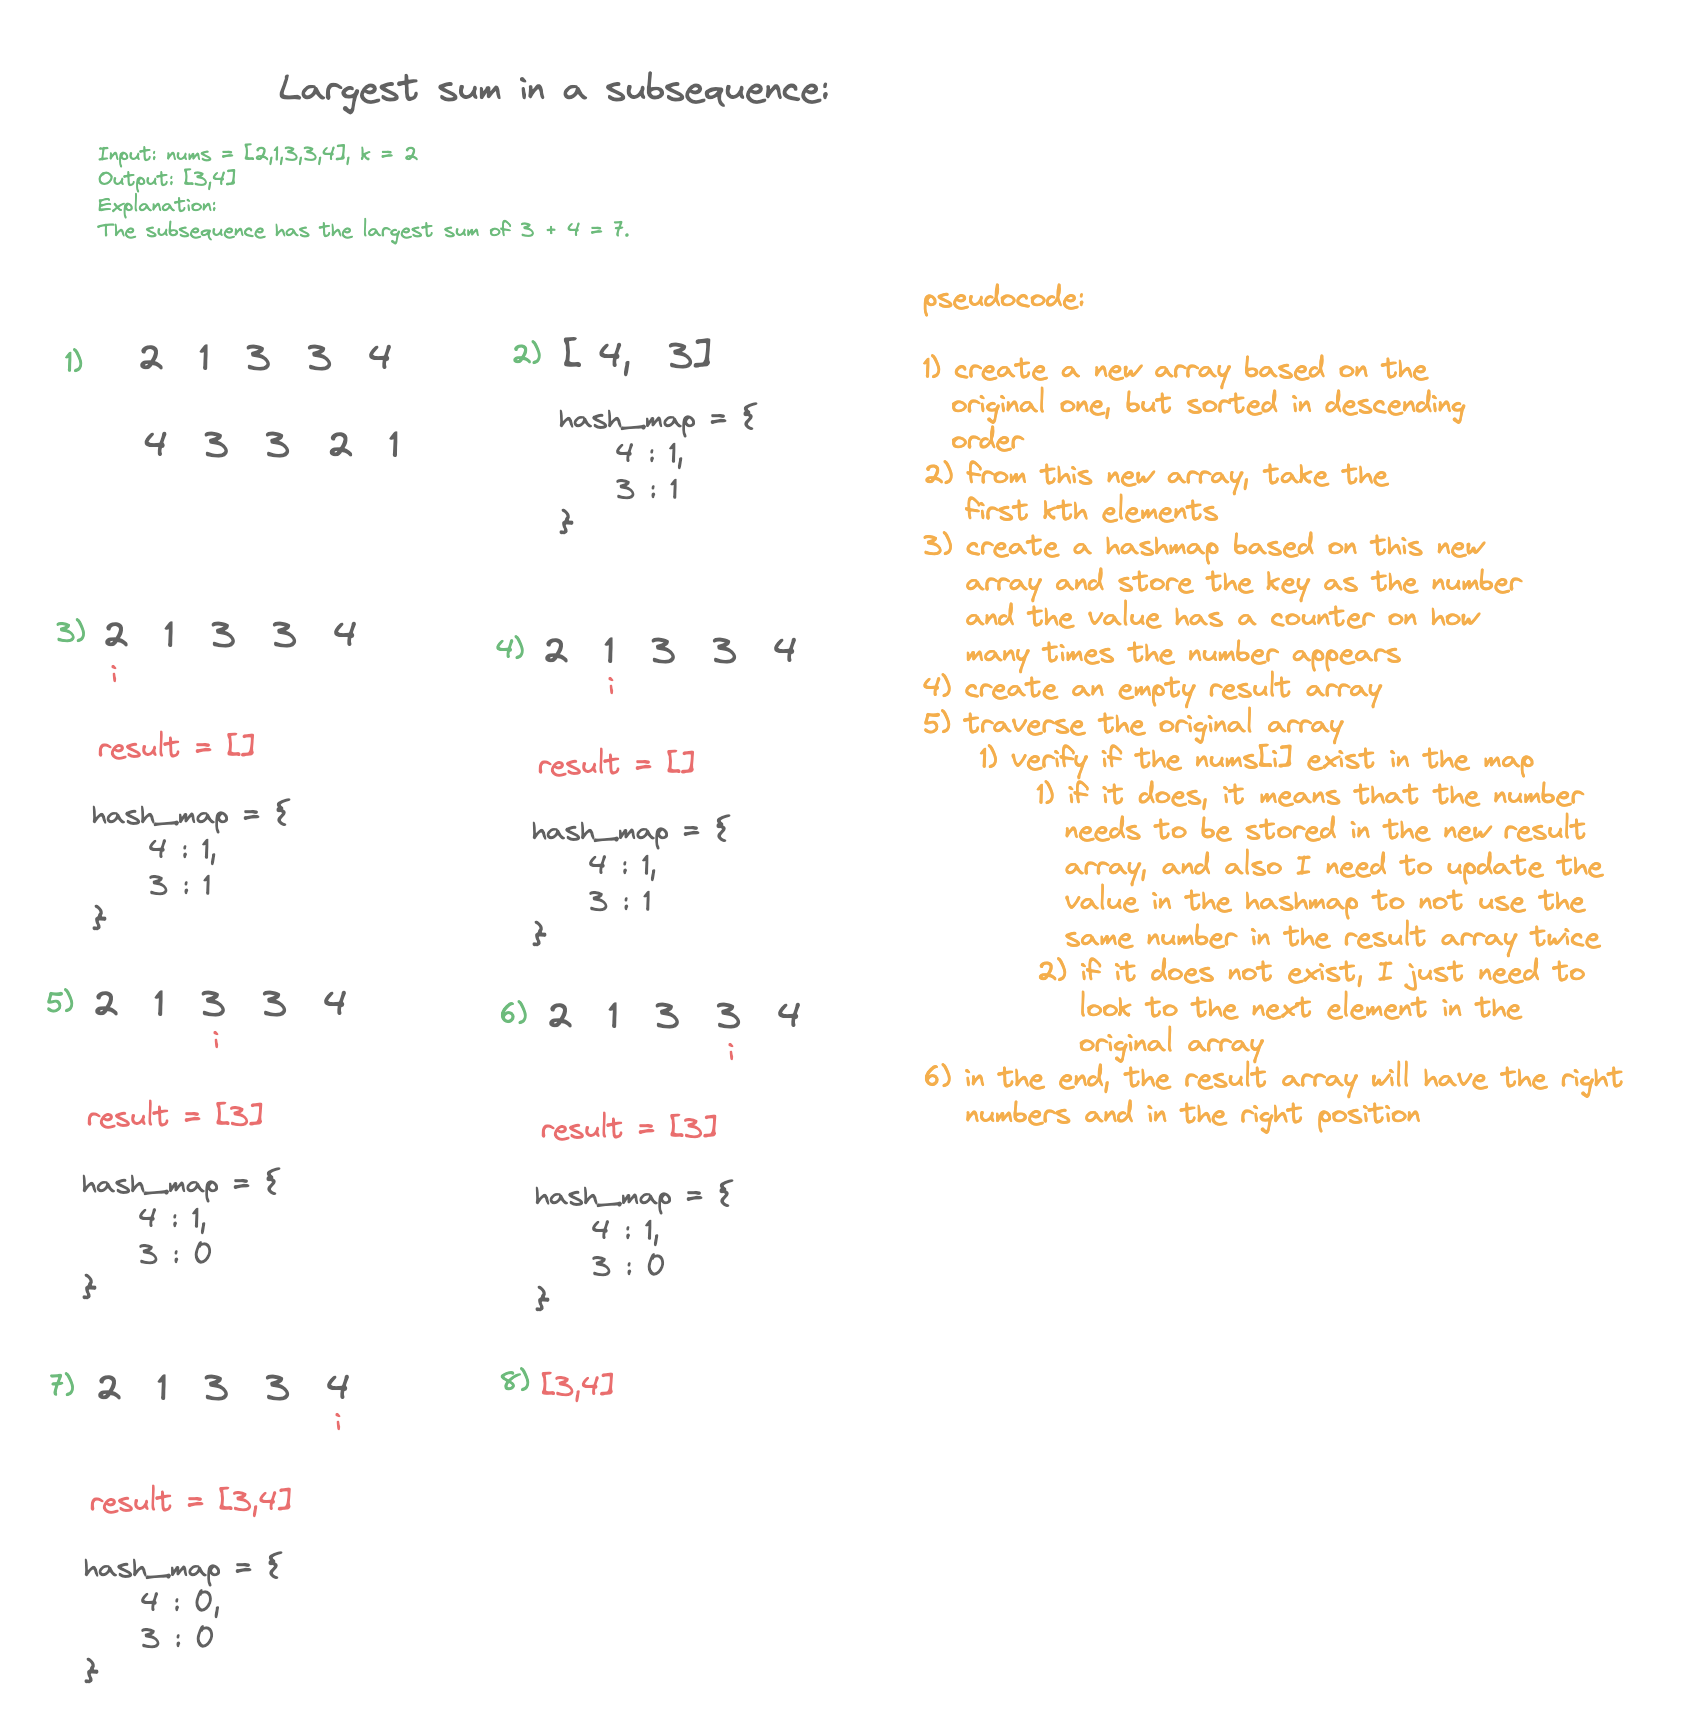 Largest sum in a subsequence:
Input: nums = [2,1,3,3,4], k = 2
Output: [3,4]
Explanation:
The subsequence has the largest sum of 3 + 4 = 7.
1) 2 1 3 3 4
4 3 3 2 1
2) [ 4, 3]
hash_map = {
4 : 1,
3 : 1
}
3) 2 1 3 3 4
i
result = []
hash_map = {
4 : 1,
3 : 1
}
4) 2 1 3 3 4
i
result = []
hash_map = {
4 : 1,
3 : 1
}
5) 2 1 3 3 4
i
result = [3]
hash_map = {
4 : 1,
3 : 0
}
6) 2 1 3 3 4
i
result = [3]
hash_map = {
4 : 1,
3 : 0
}
7) 2 1 3 3 4
i
result = [3,4]
hash_map = {
4 : 0,
3 : 0
}
8) [3,4]
pseudocode:
1) create a new array based on the
original one, but sorted in descending
order
2) from this new array, take the
first kth elements
3) create a hashmap based on this new
array and store the key as the number
and the value has a counter on how
many times the number appears
4) create an empty result array
5) traverse the original array
1) verify if the nums[i] exist in the map
1) if it does, it means that the number
needs to be stored in the new result
array, and also I need to update the
value in the hashmap to not use the
same number in the result array twice
2) if it does not exist, I just need to
look to the next element in the
original array
6) in the end, the result array will have the right
numbers and in the right position